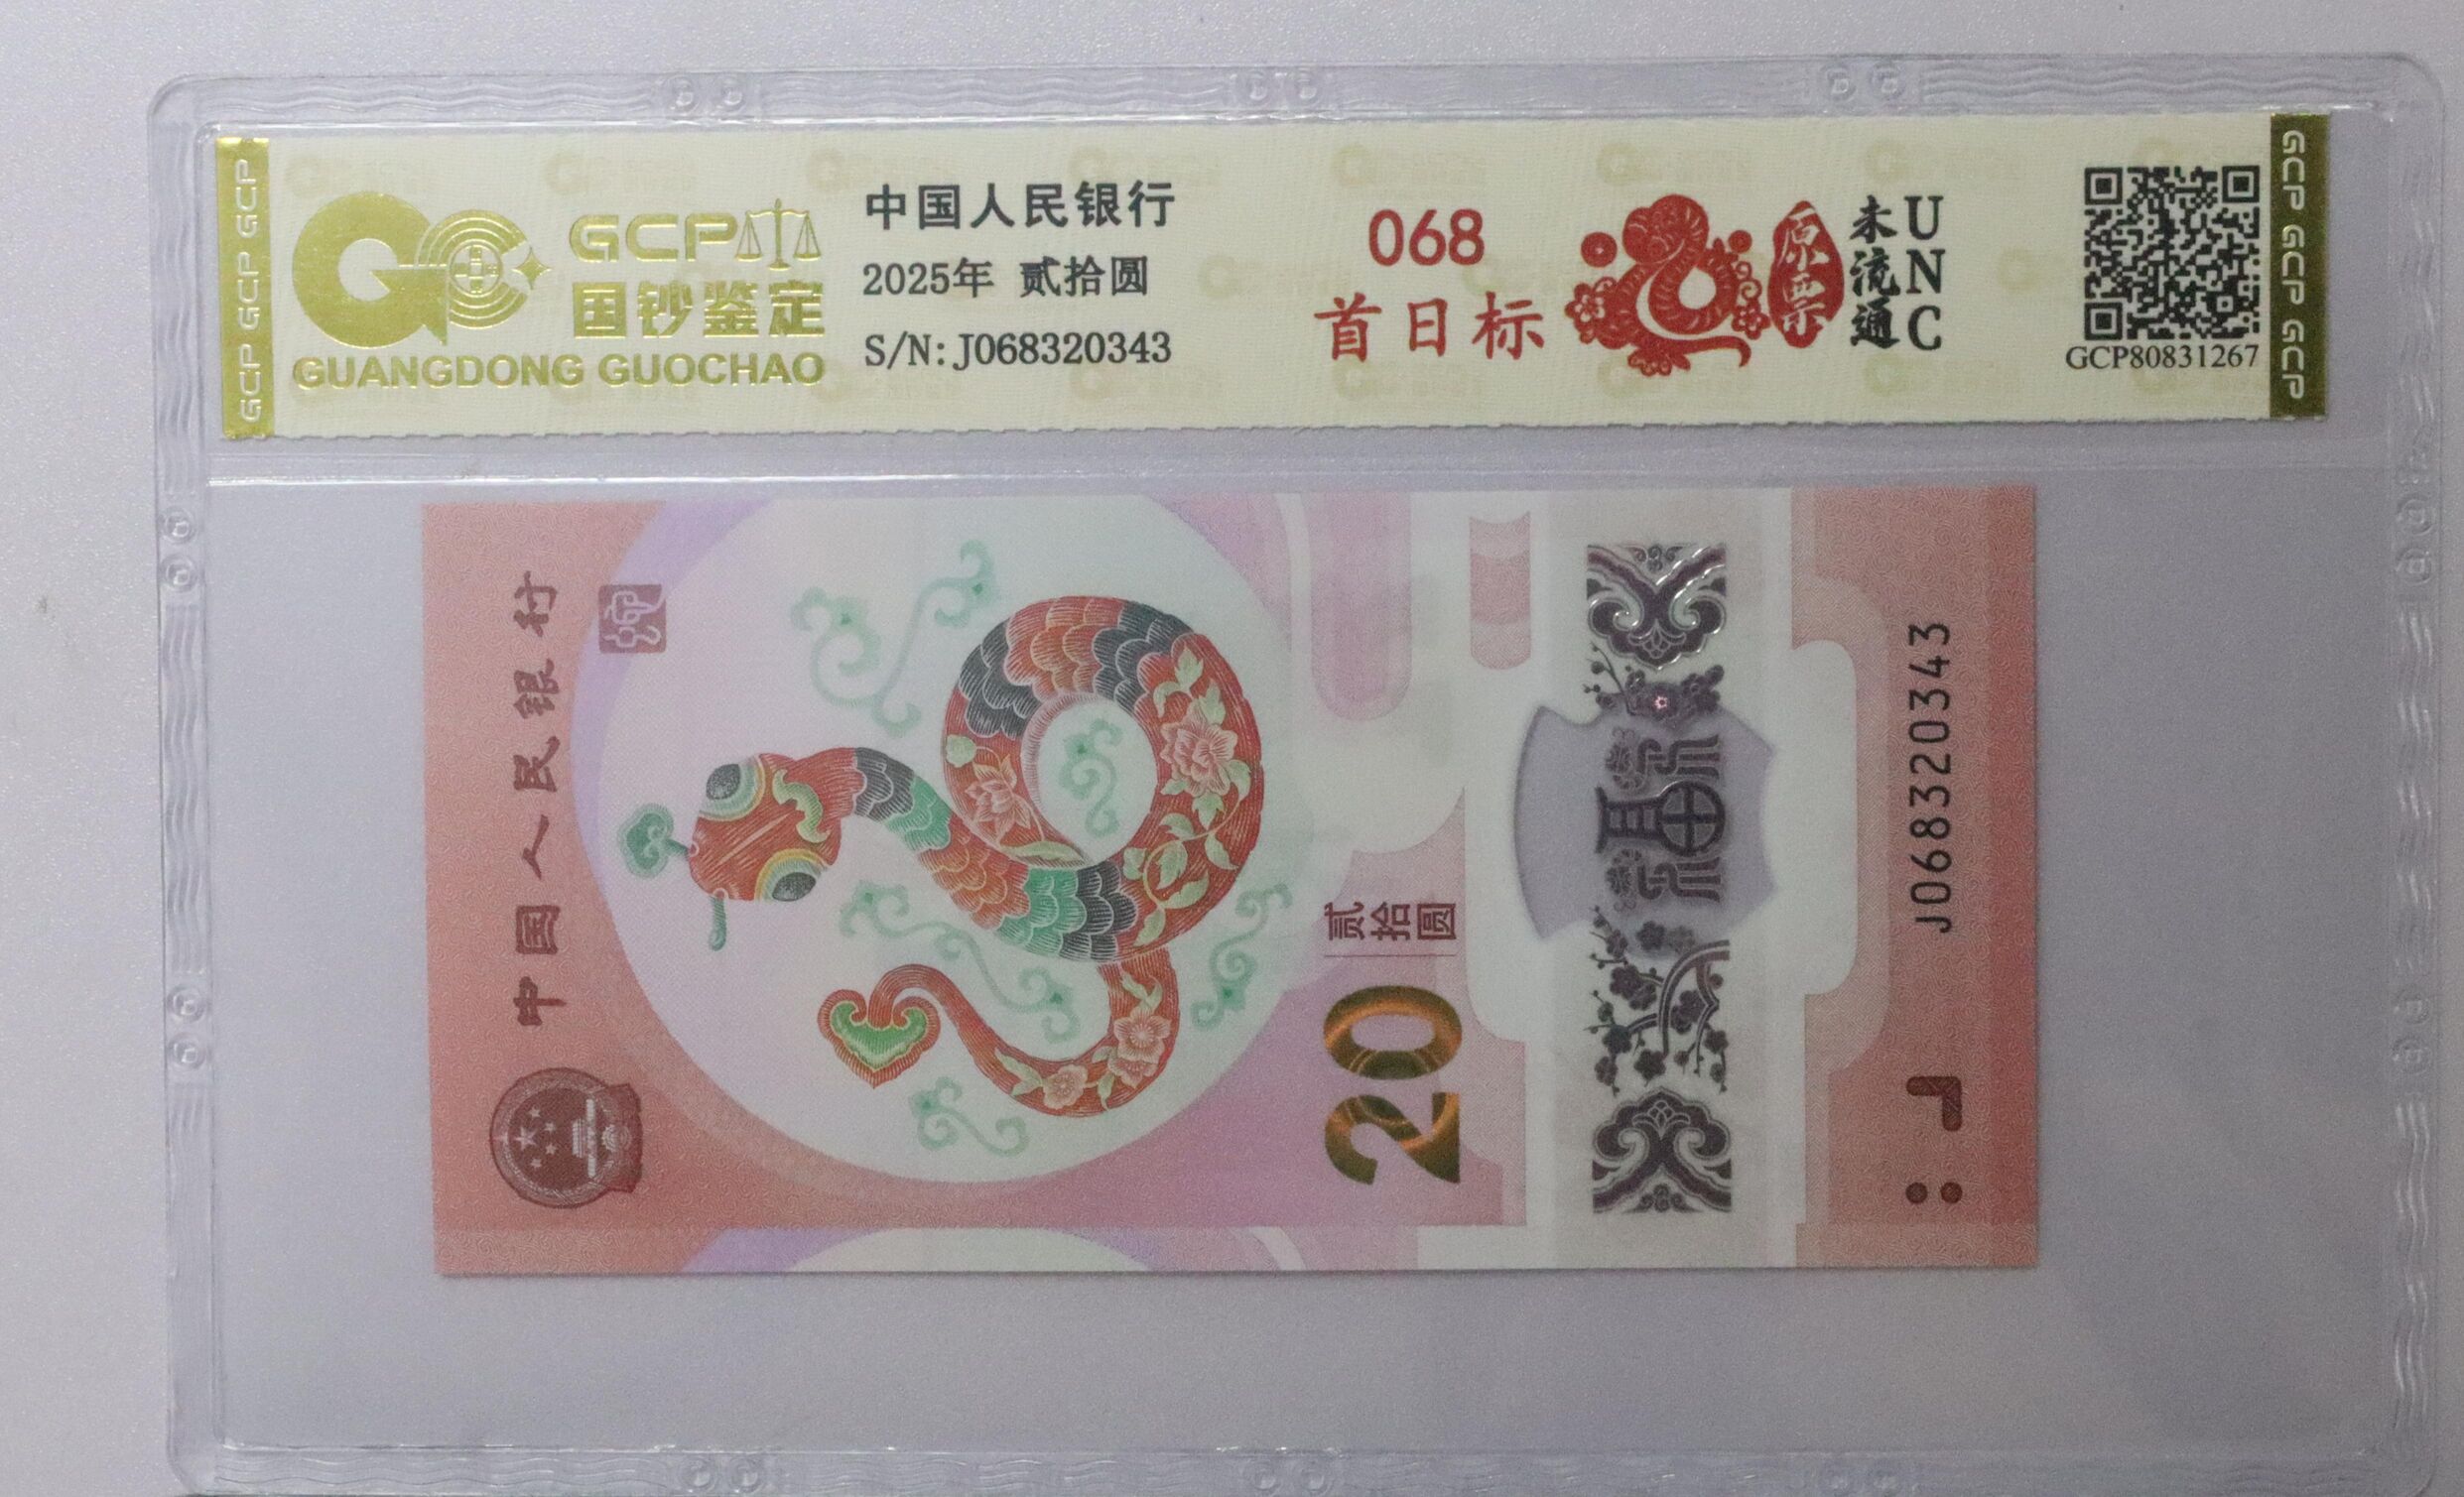 GCP GCP GCP
GCP
国钞鉴定
GUANGDONG GUOCHAO
中国人民银行
2025年 贰拾圆
S/N: J068320343
068
首日标
原票
未流通
UNC
GCP80831267
GCP GCP GCP
中国人民银行
贰拾圆
20
福
J068320343